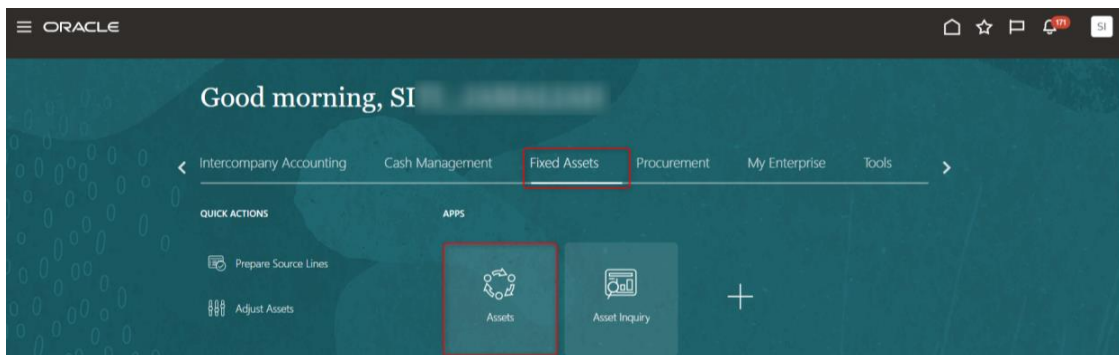 ORACLE
171
SI
Good morning, SI
Intercompany Accounting Cash Management Fixed Assets Procurement My Enterprise Tools
QUICK ACTIONS APPS
Prepare Source Lines
Adjust Assets
Assets Asset Inquiry